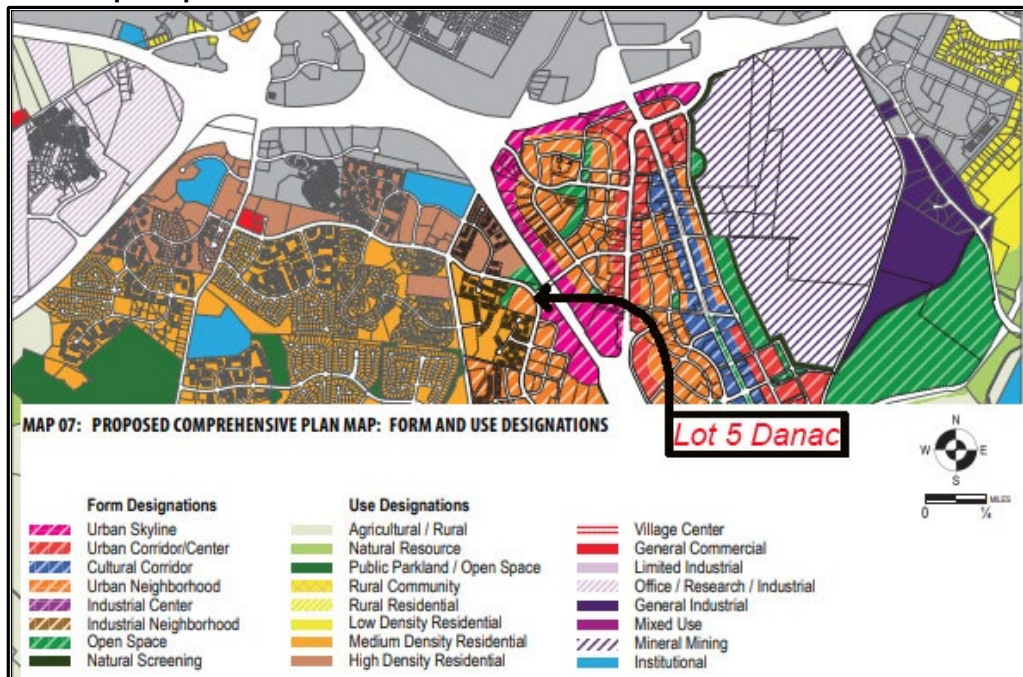 MAP 07: PROPOSED COMPREHENSIVE PLAN MAP: FORM AND USE DESIGNATIONS
Lot 5 Danac
N
W E
S
MILES
0 ¼
Form Designations
Urban Skyline
Urban Corridor/Center
Cultural Corridor
Urban Neighborhood
Industrial Center
Industrial Neighborhood
Open Space
Natural Screening
Use Designations
Agricultural / Rural
Natural Resource
Public Parkland / Open Space
Rural Community
Rural Residential
Low Density Residential
Medium Density Residential
High Density Residential
Village Center
General Commercial
Limited Industrial
Office / Research / Industrial
General Industrial
Mixed Use
Mineral Mining
Institutional